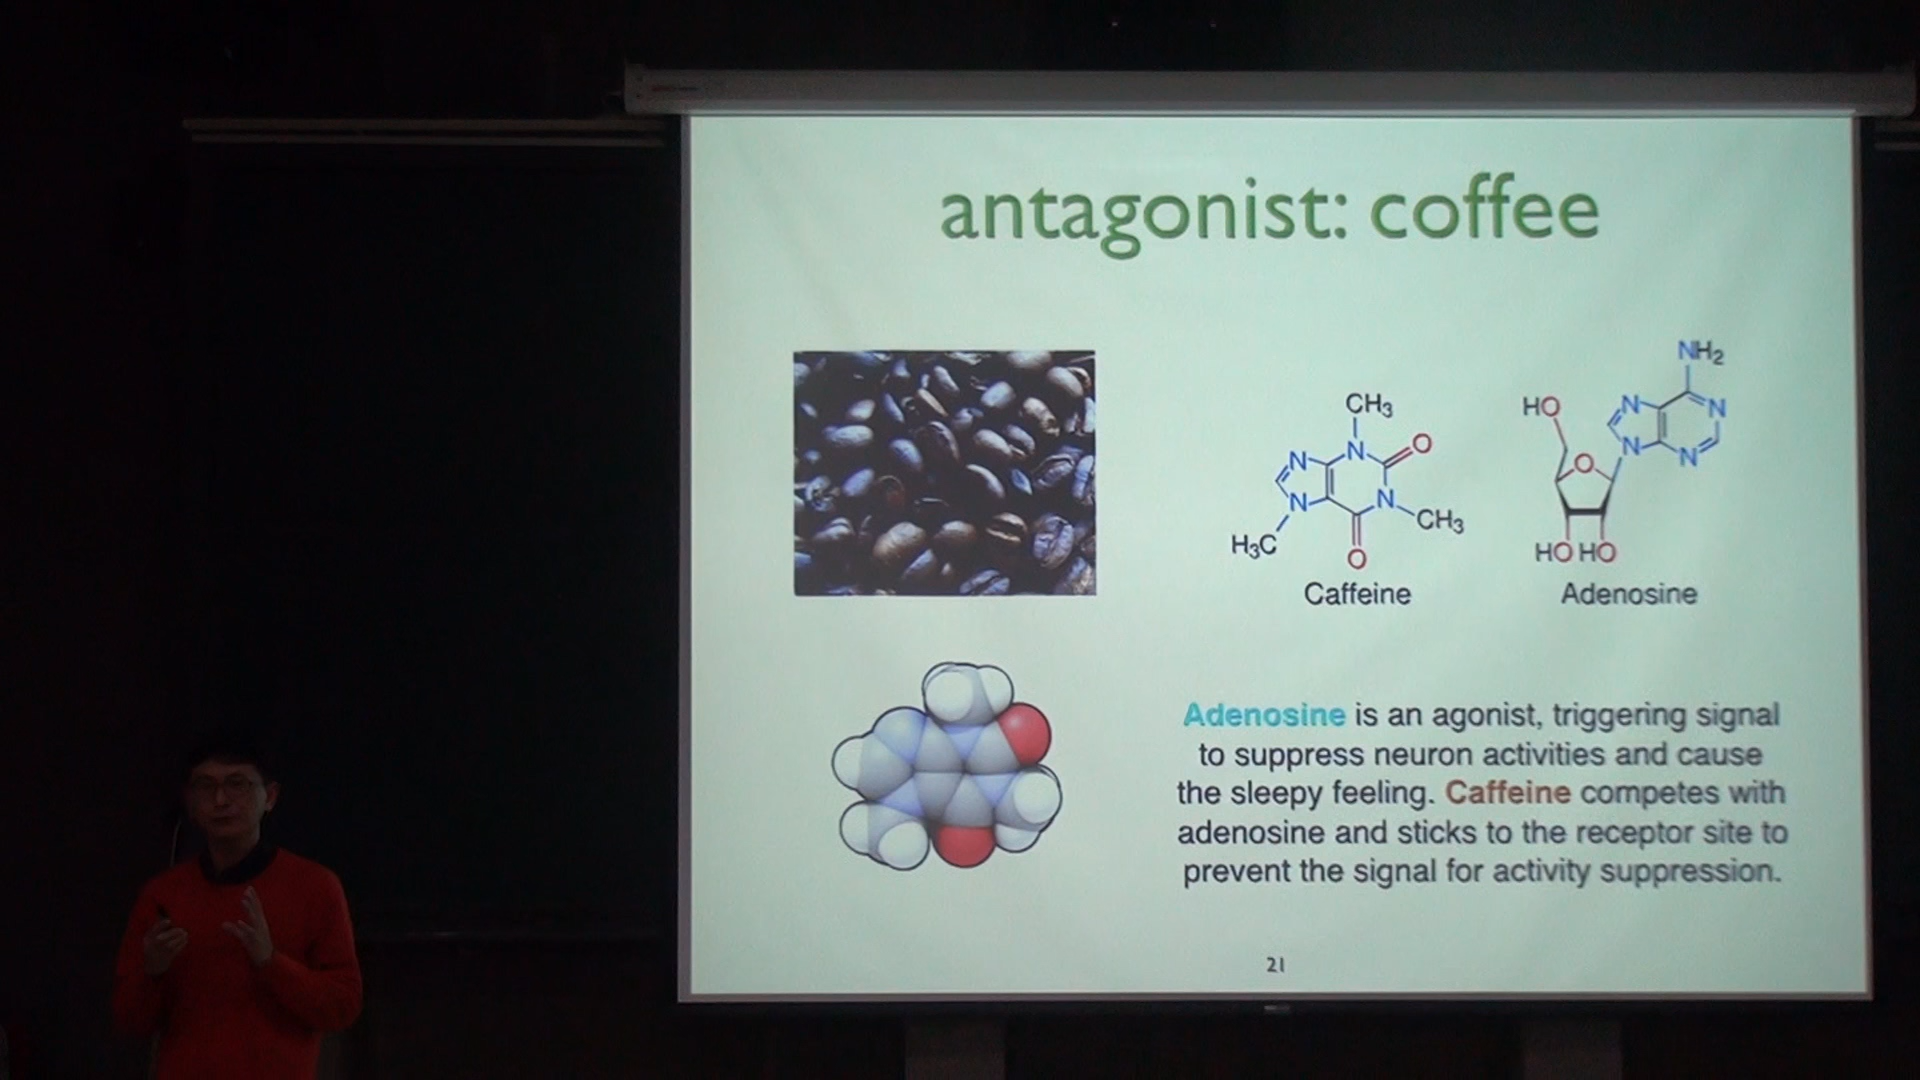 antagonist: coffee
NH2
HO
N
N
O
N
N
HO HO
Adenosine
CH3
N
N
O
N
N
CH3
H3C
O
Caffeine
Adenosine is an agonist, triggering signal
to suppress neuron activities and cause
the sleepy feeling. Caffeine competes with
adenosine and sticks to the receptor site to
prevent the signal for activity suppression.
21